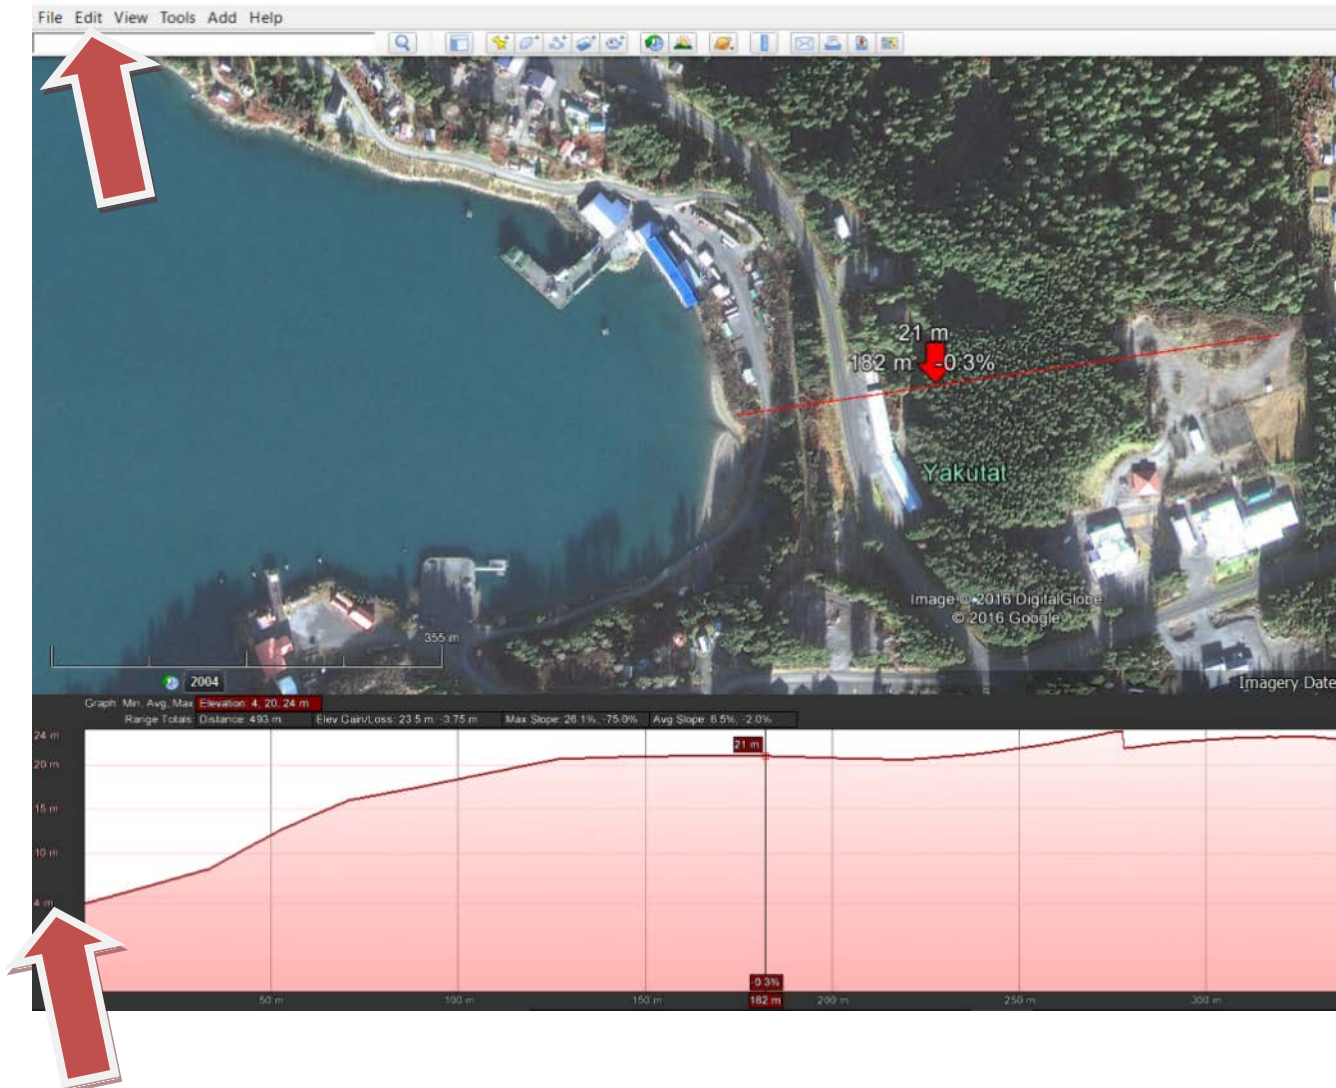 File Edit View Tools Add Help
21 m
182 m -0.3%
Yakutat
Image © 2016 DigitalGlobe
© 2016 Google
355 m
2004
Imagery Date
Graph: Min, Avg, Max Elevation: 4, 20, 24 m
Range Totals: Distance: 493 m Elev Gain/Loss: 23.5 m, -3.75 m Max Slope: 26.1%, -75.0% Avg Slope: 6.5%, -2.0%
24 m
21 m
20 m
15 m
10 m
4 m
-0.3%
50 m 100 m 150 m 182 m 200 m 250 m 300 m